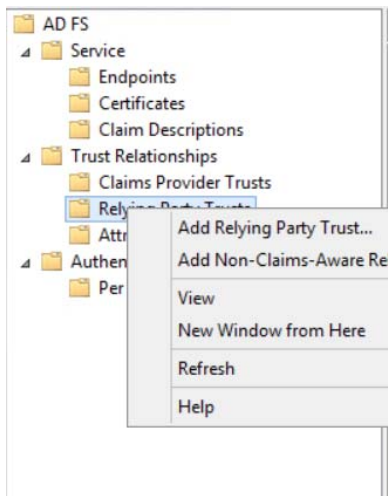 AD FS
Service
Endpoints
Certificates
Claim Descriptions
Trust Relationships
Claims Provider Trusts
Relying Party Trusts
Add Relying Party Trust...
Attr
Add Non-Claims-Aware Re
Authen
Per
View
New Window from Here
Refresh
Help